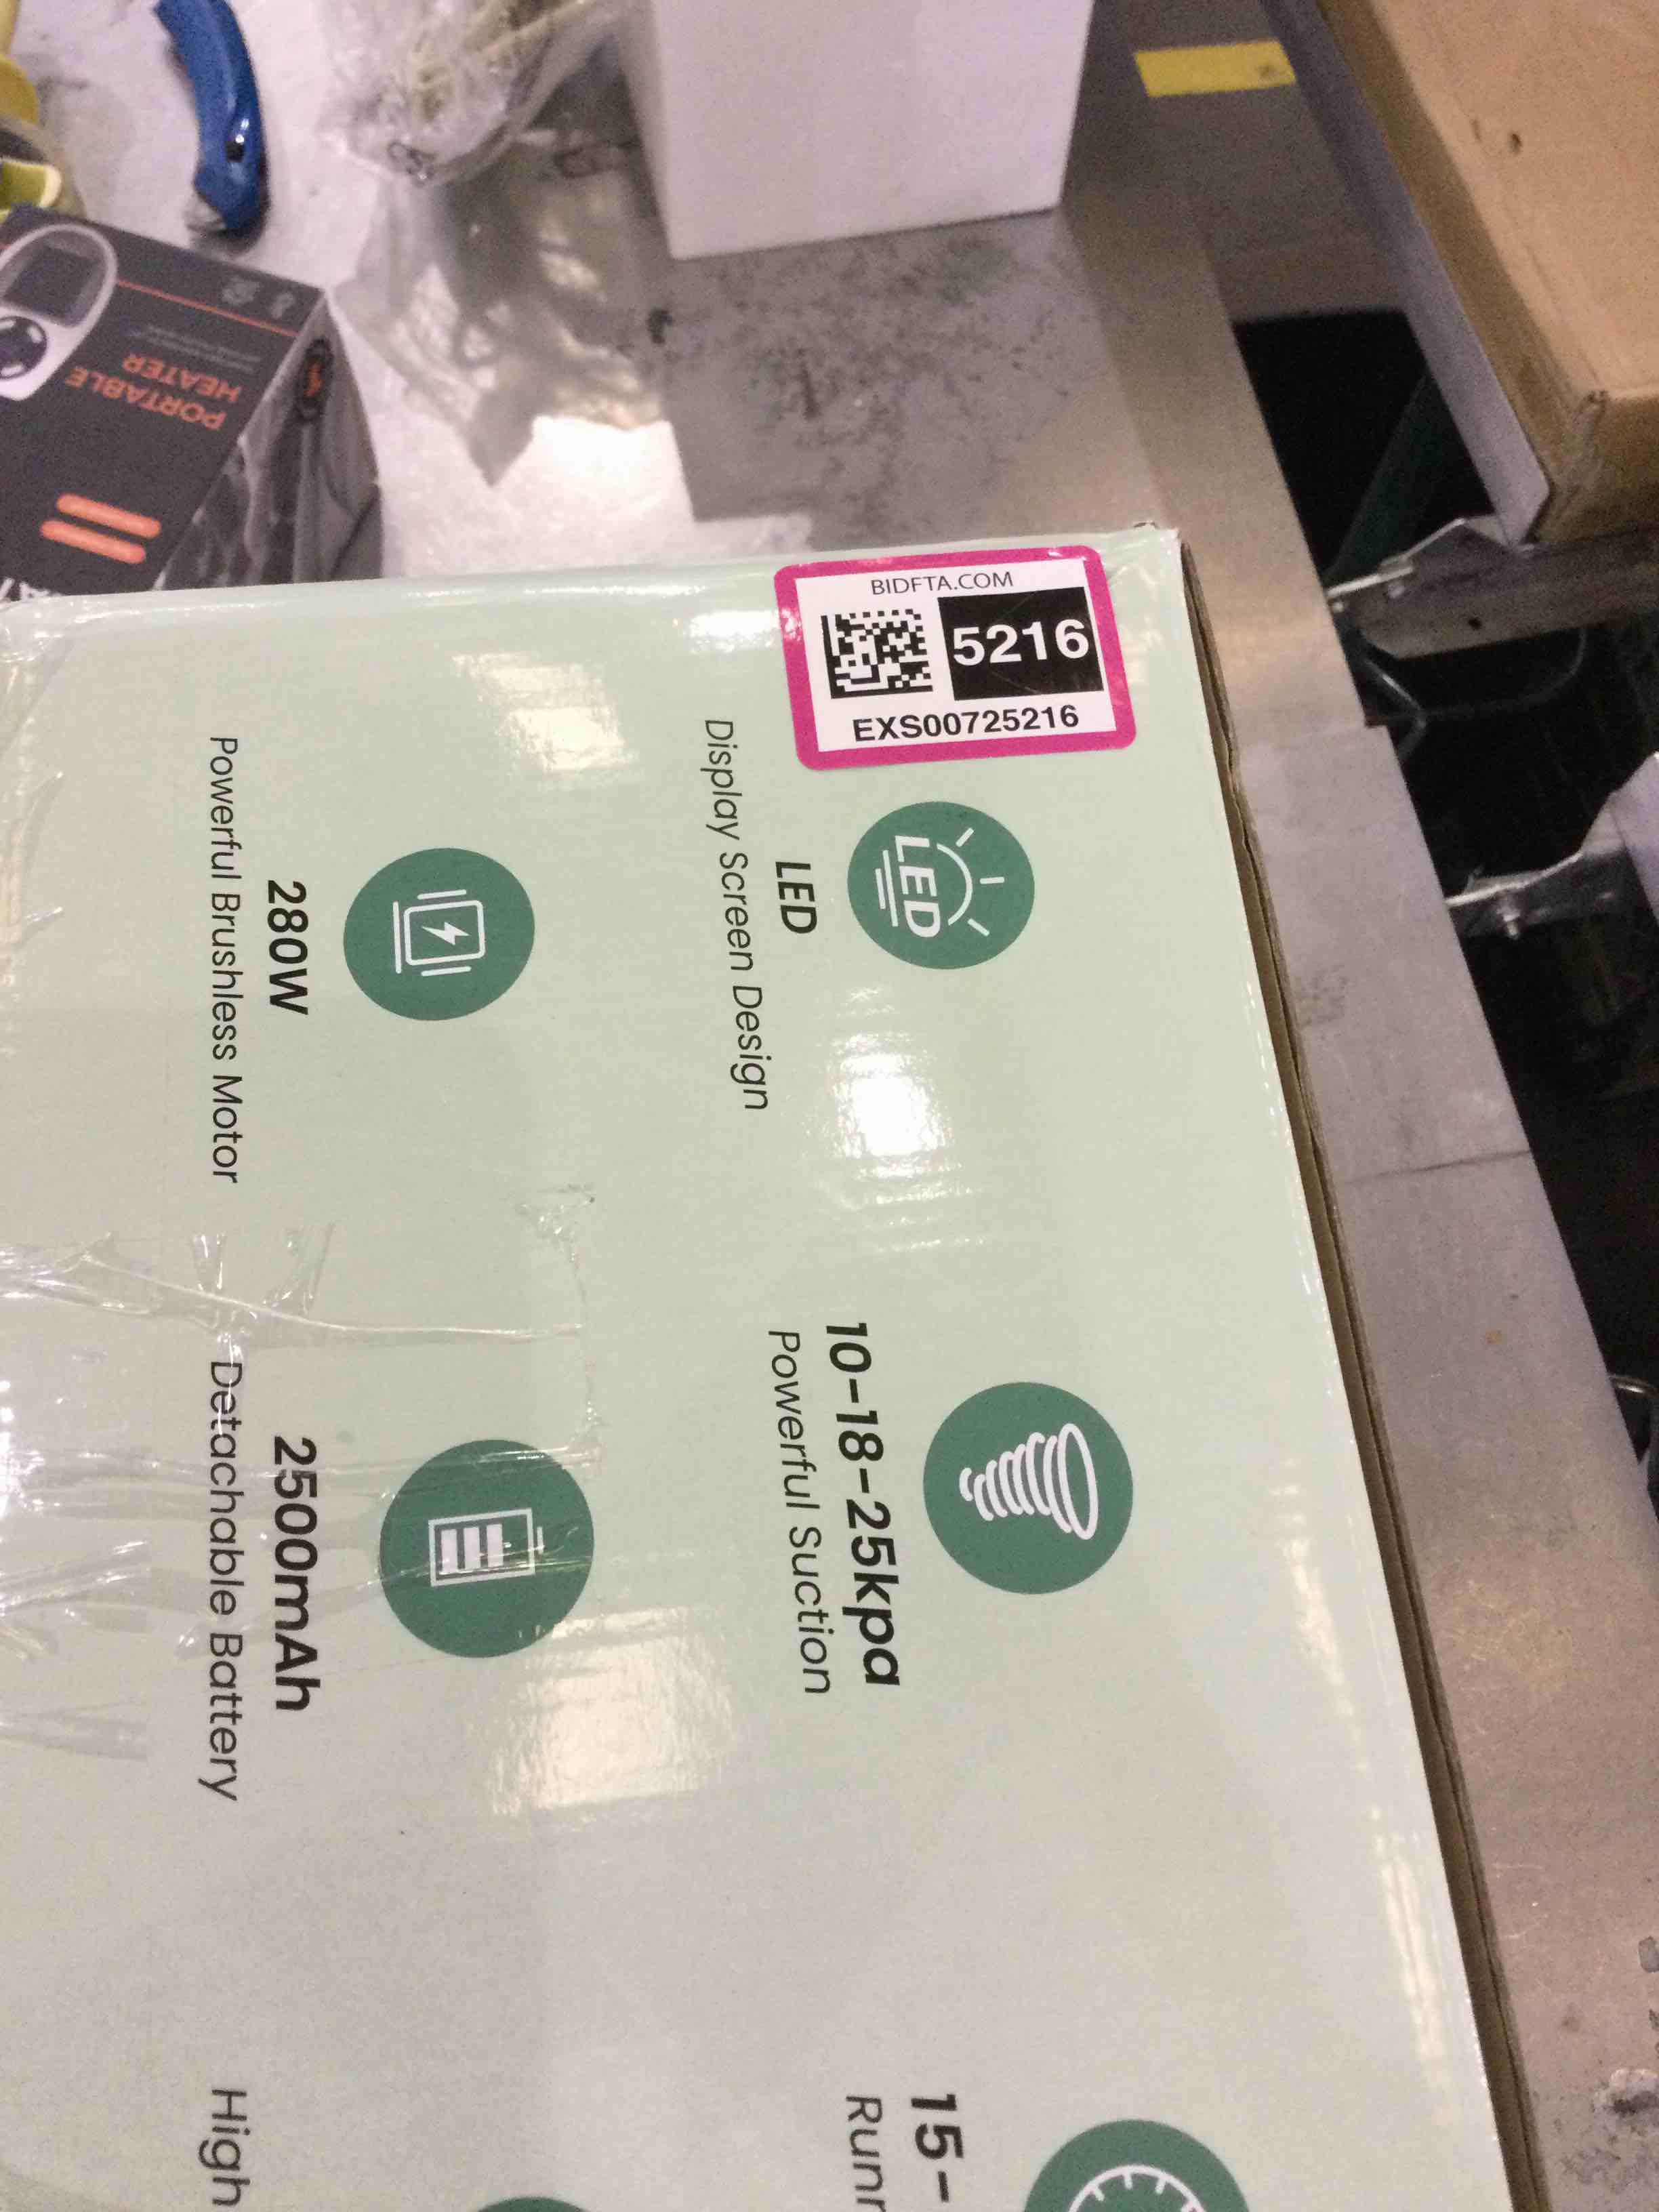 BIDFTA.COM
5216
EXS00725216
LED
LED
Display Screen Design
10-18-25kpa
Powerful Suction
15-
Runn
280W
Powerful Brushless Motor
2500mAh
Detachable Battery
High
PORTABLE
HEATER